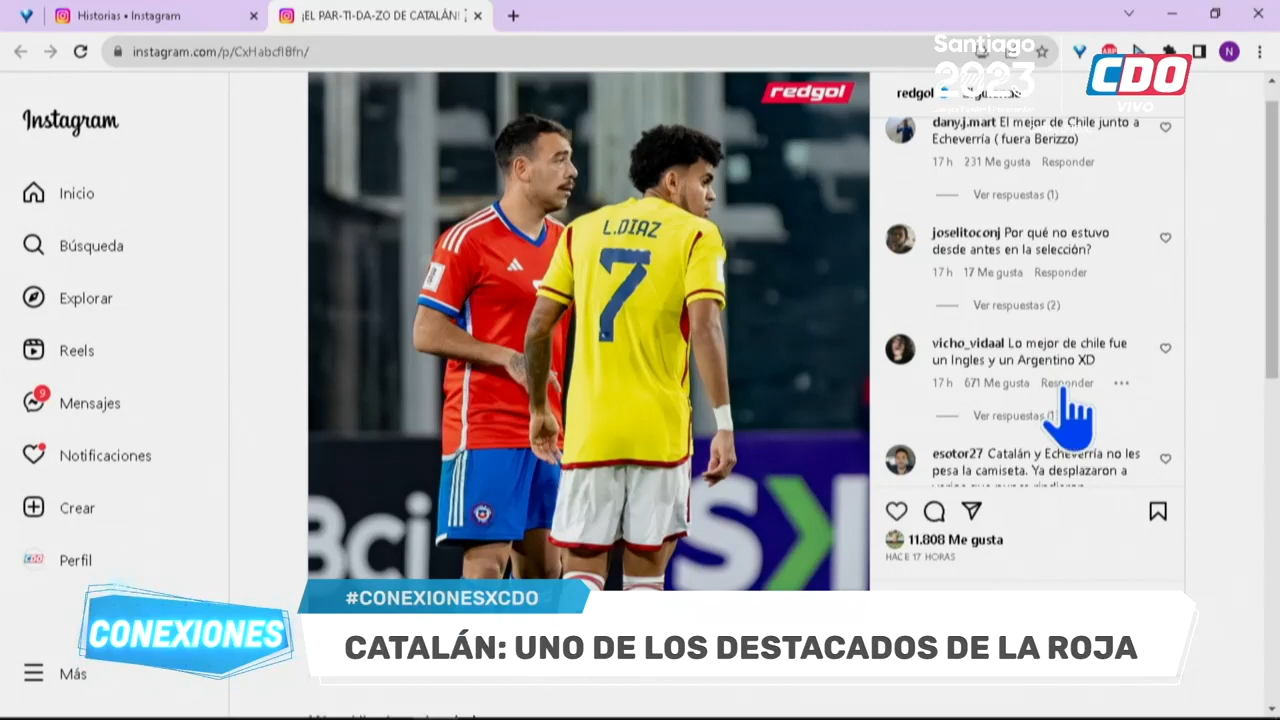 Historias • Instagram
¡EL PAR-TI-DA-ZO DE CATALÁN!
instagram.com/p/CxHabcfl8fn/
ABP
N
Santiago
2023
CDO
VIVO
Instagram
Inicio
Búsqueda
Explorar
Reels
9
Mensajes
Notificaciones
Crear
CDO
Perfil
Más
redgol
L.DIAZ
7
Bci
redgol
dany.j.mart El mejor de Chile junto a
Echeverría ( fuera Berizzo)
17 h 231 Me gusta Responder
Ver respuestas (1)
joselitoconj Por qué no estuvo
desde antes en la selección?
17 h 17 Me gusta Responder
Ver respuestas (2)
vicho_vidaal Lo mejor de chile fue
un Ingles y un Argentino XD
17 h 671 Me gusta Responder
Ver respuestas
esotor27 Catalán y Echeverría no les
pesa la camiseta. Ya desplazaron a
11.808 Me gusta
HACE 17 HORAS
#CONEXIONESXCDO
CONEXIONES
CATALÁN: UNO DE LOS DESTACADOS DE LA ROJA